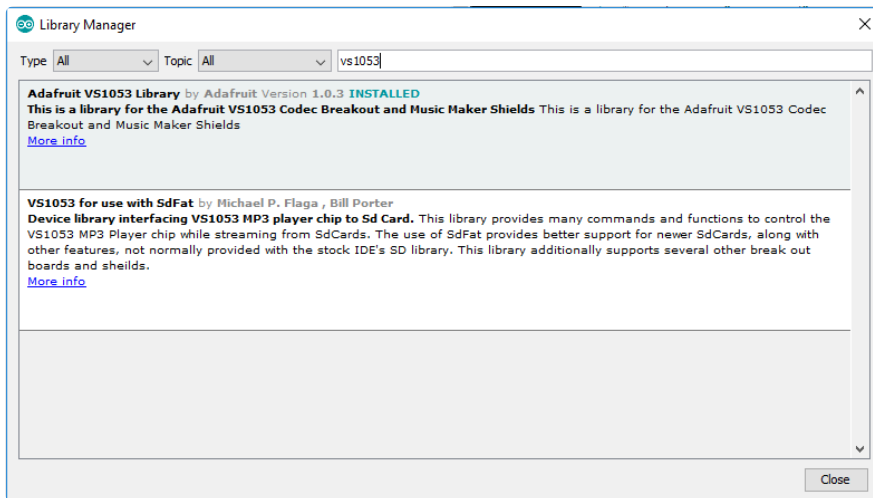 Library Manager
Type All Topic All vs1053
Adafruit VS1053 Library by Adafruit Version 1.0.3 INSTALLED
This is a library for the Adafruit VS1053 Codec Breakout and Music Maker Shields This is a library for the Adafruit VS1053 Codec
Breakout and Music Maker Shields
More info
VS1053 for use with SdFat by Michael P. Flaga , Bill Porter
Device library interfacing VS1053 MP3 player chip to Sd Card. This library provides many commands and functions to control the
VS1053 MP3 Player chip while streaming from SdCards. The use of SdFat provides better support for newer SdCards, along with
other features, not normally provided with the stock IDE's SD library. This library additionally supports several other break out
boards and sheilds.
More info
Close